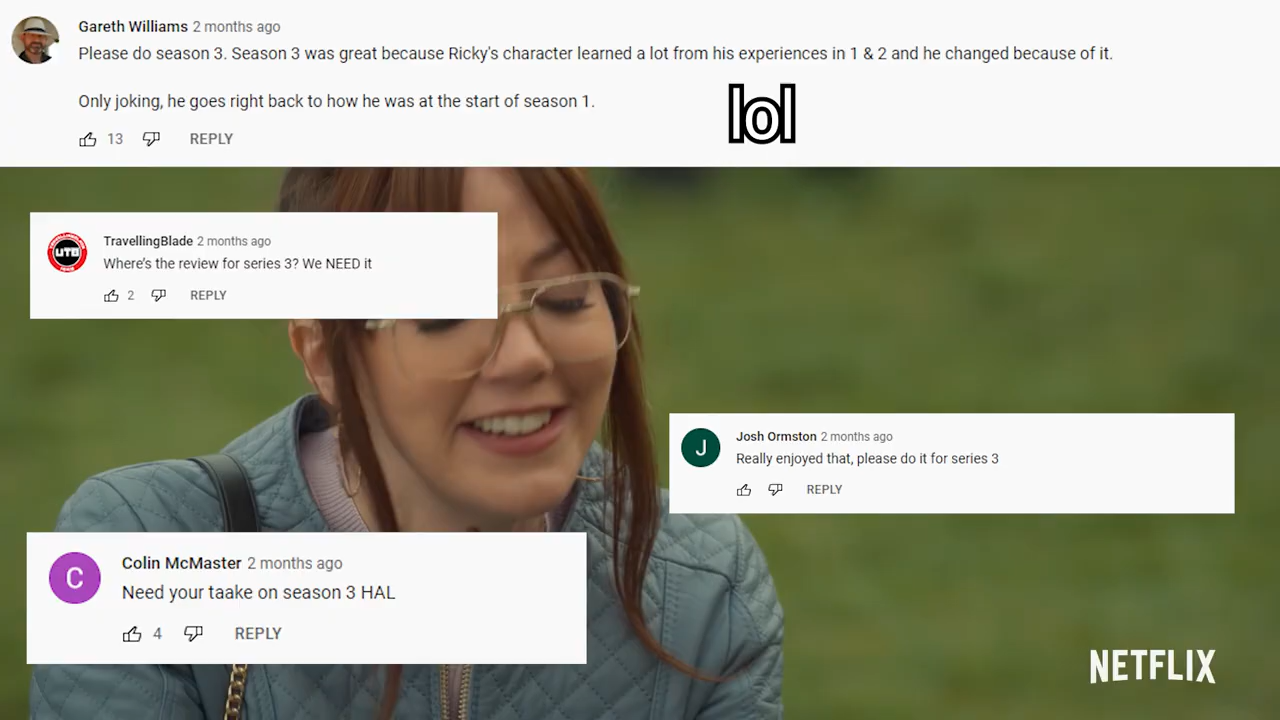 Gareth Williams 2 months ago
Please do season 3. Season 3 was great because Ricky's character learned a lot from his experiences in 1 & 2 and he changed because of it.
Only joking, he goes right back to how he was at the start of season 1.
lol
13 REPLY
TravellingBlade 2 months ago
UTB
Where's the review for series 3? We NEED it
2 REPLY
J
Josh Ormston 2 months ago
Really enjoyed that, please do it for series 3
REPLY
C
Colin McMaster 2 months ago
Need your taake on season 3 HAL
4 REPLY
NETFLIX